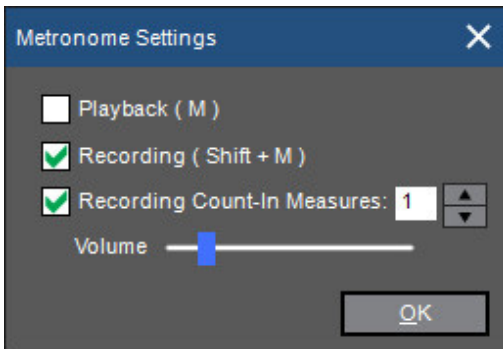 Metronome Settings
Playback ( M )
Recording ( Shift + M )
Recording Count-In Measures: 1
Volume
OK